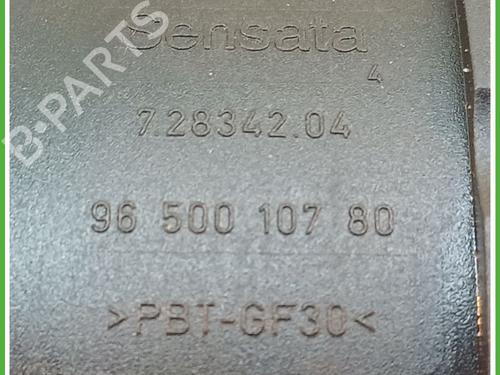 Sensata
4
7.28342.04
96 500 107 80
>PBT-GF30<
B-PARTS